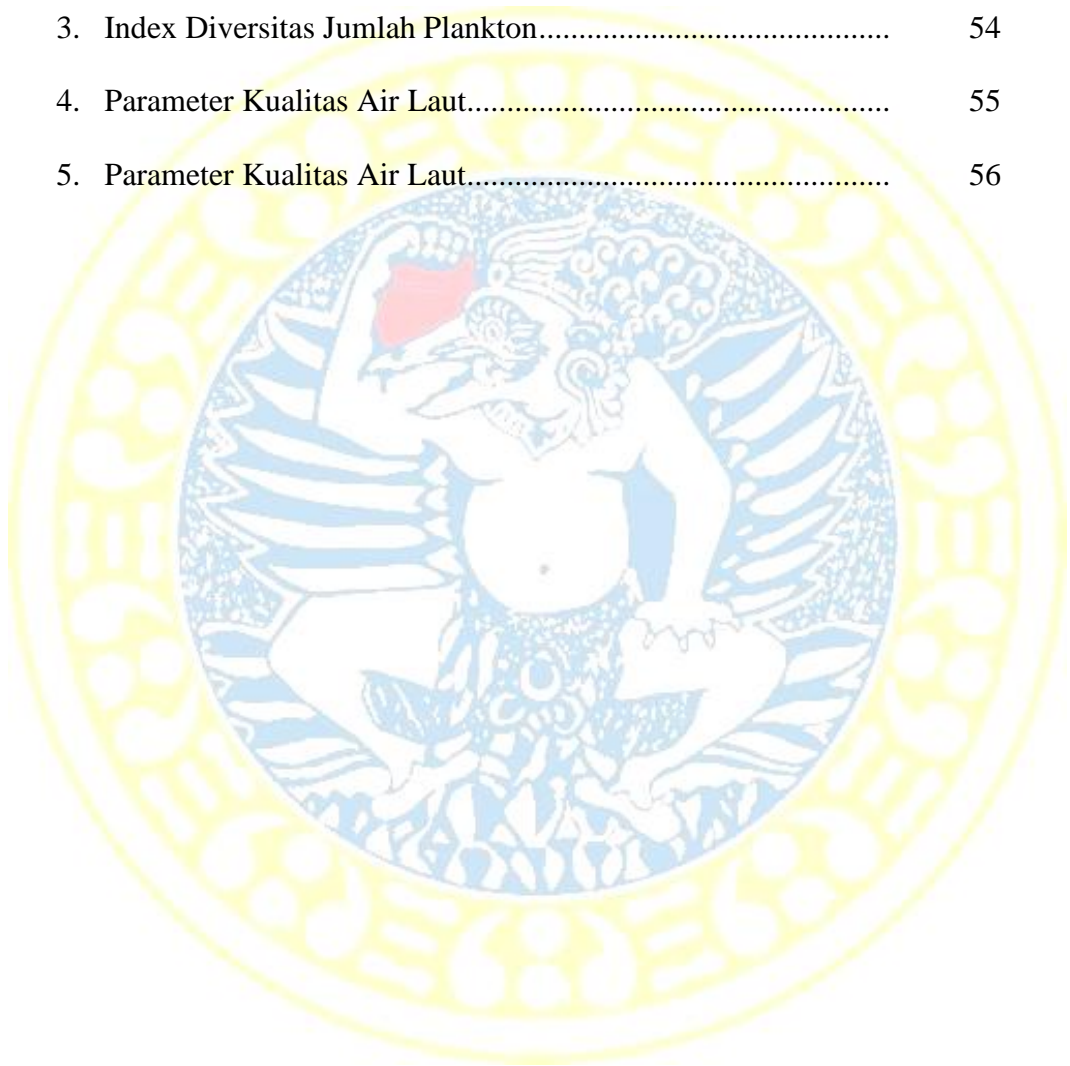 3. Index Diversitas Jumlah Plankton............................................ 54
4. Parameter Kualitas Air Laut..................................................... 55
5. Parameter Kualitas Air Laut..................................................... 56